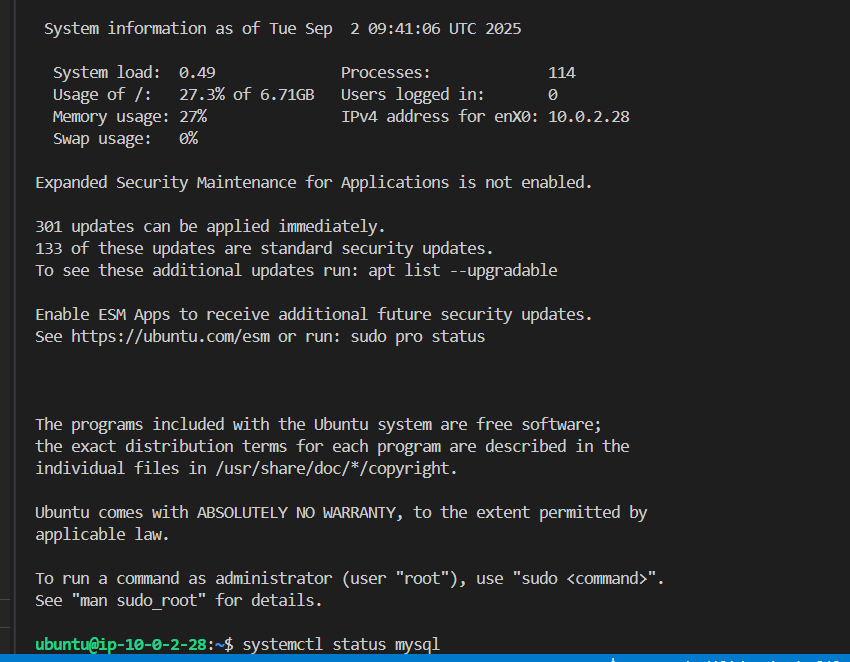 System information as of Tue Sep  2 09:41:06 UTC 2025
System load:  0.49             Processes:             114
Usage of /:   27.3% of 6.71GB   Users logged in:       0
Memory usage: 27%               IPv4 address for enX0: 10.0.2.28
Swap usage:   0%
Expanded Security Maintenance for Applications is not enabled.
301 updates can be applied immediately.
133 of these updates are standard security updates.
To see these additional updates run: apt list --upgradable
Enable ESM Apps to receive additional future security updates.
See https://ubuntu.com/esm or run: sudo pro status
The programs included with the Ubuntu system are free software;
the exact distribution terms for each program are described in the
individual files in /usr/share/doc/*/copyright.
Ubuntu comes with ABSOLUTELY NO WARRANTY, to the extent permitted by
applicable law.
To run a command as administrator (user "root"), use "sudo <command>".
See "man sudo_root" for details.
ubuntu@ip-10-0-2-28:~$ systemctl status mysql